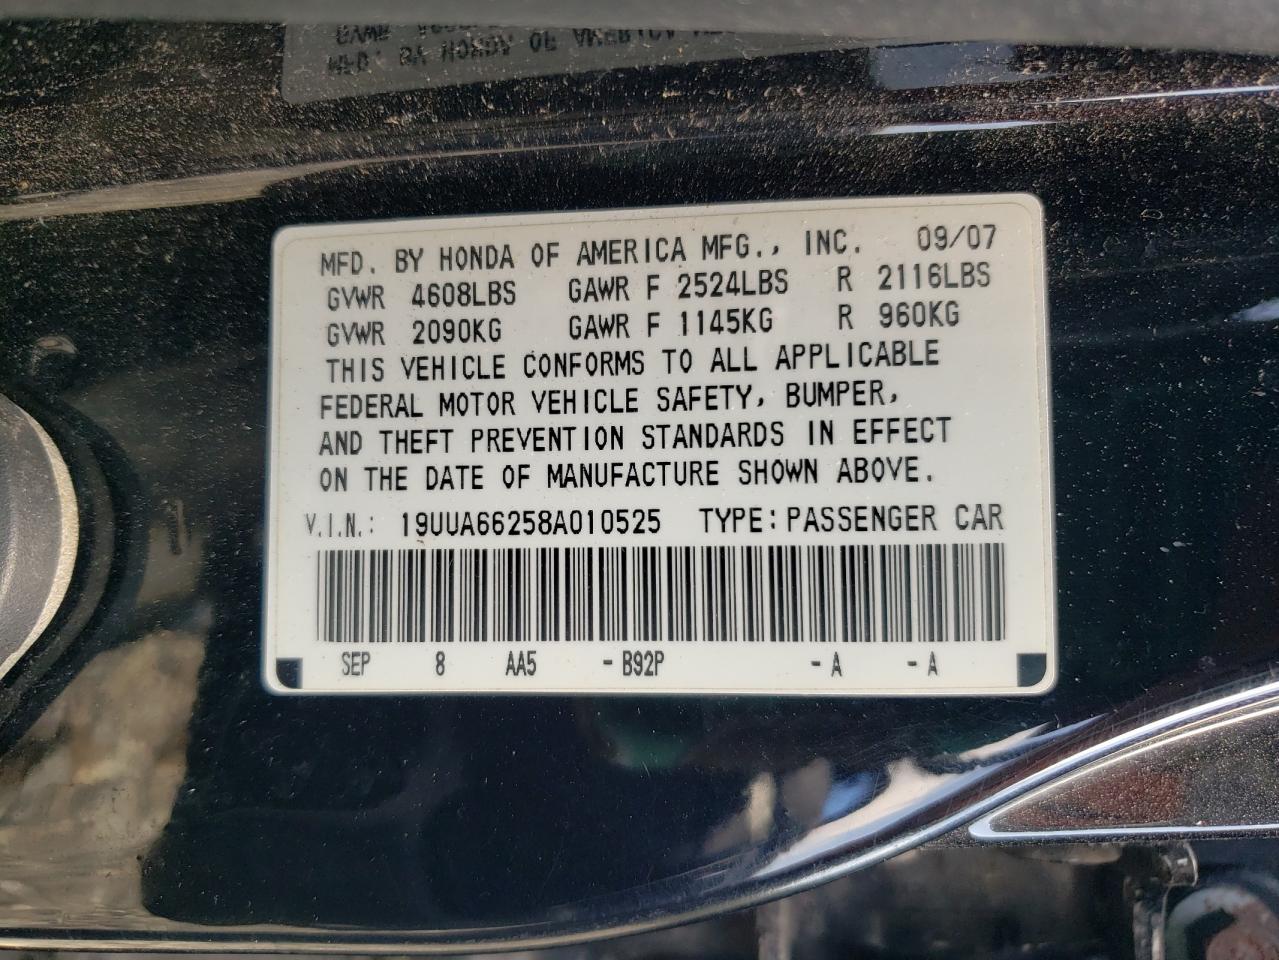 MFD. BY HONDA OF AMERICA MFG., INC. 09/07
GVWR 4608LBS GAWR F 2524LBS R 2116LBS
GVWR 2090KG GAWR F 1145KG R 960KG
THIS VEHICLE CONFORMS TO ALL APPLICABLE
FEDERAL MOTOR VEHICLE SAFETY, BUMPER,
AND THEFT PREVENTION STANDARDS IN EFFECT
ON THE DATE OF MANUFACTURE SHOWN ABOVE.
V.I.N.: 19UUA66258A010525 TYPE: PASSENGER CAR
SEP 8 AA5 -B92P -A -A